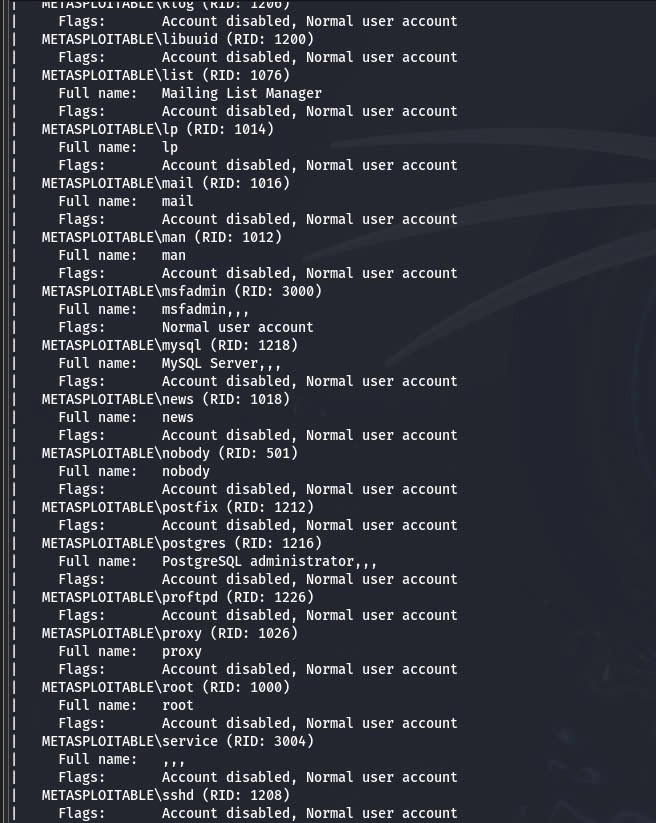 | METASPLOITABLE\klog (RID: 1206)
| Flags: Account disabled, Normal user account
| METASPLOITABLE\libuuid (RID: 1200)
| Flags: Account disabled, Normal user account
| METASPLOITABLE\list (RID: 1076)
| Full name: Mailing List Manager
| Flags: Account disabled, Normal user account
| METASPLOITABLE\lp (RID: 1014)
| Full name: lp
| Flags: Account disabled, Normal user account
| METASPLOITABLE\mail (RID: 1016)
| Full name: mail
| Flags: Account disabled, Normal user account
| METASPLOITABLE\man (RID: 1012)
| Full name: man
| Flags: Account disabled, Normal user account
| METASPLOITABLE\msfadmin (RID: 3000)
| Full name: msfadmin,,,
| Flags: Normal user account
| METASPLOITABLE\mysql (RID: 1218)
| Full name: MySQL Server,,,
| Flags: Account disabled, Normal user account
| METASPLOITABLE\news (RID: 1018)
| Full name: news
| Flags: Account disabled, Normal user account
| METASPLOITABLE\nobody (RID: 501)
| Full name: nobody
| Flags: Account disabled, Normal user account
| METASPLOITABLE\postfix (RID: 1212)
| Flags: Account disabled, Normal user account
| METASPLOITABLE\postgres (RID: 1216)
| Full name: PostgreSQL administrator,,,
| Flags: Account disabled, Normal user account
| METASPLOITABLE\proftpd (RID: 1226)
| Flags: Account disabled, Normal user account
| METASPLOITABLE\proxy (RID: 1026)
| Full name: proxy
| Flags: Account disabled, Normal user account
| METASPLOITABLE\root (RID: 1000)
| Full name: root
| Flags: Account disabled, Normal user account
| METASPLOITABLE\service (RID: 3004)
| Full name: ,,,
| Flags: Account disabled, Normal user account
| METASPLOITABLE\sshd (RID: 1208)
| Flags: Account disabled, Normal user account